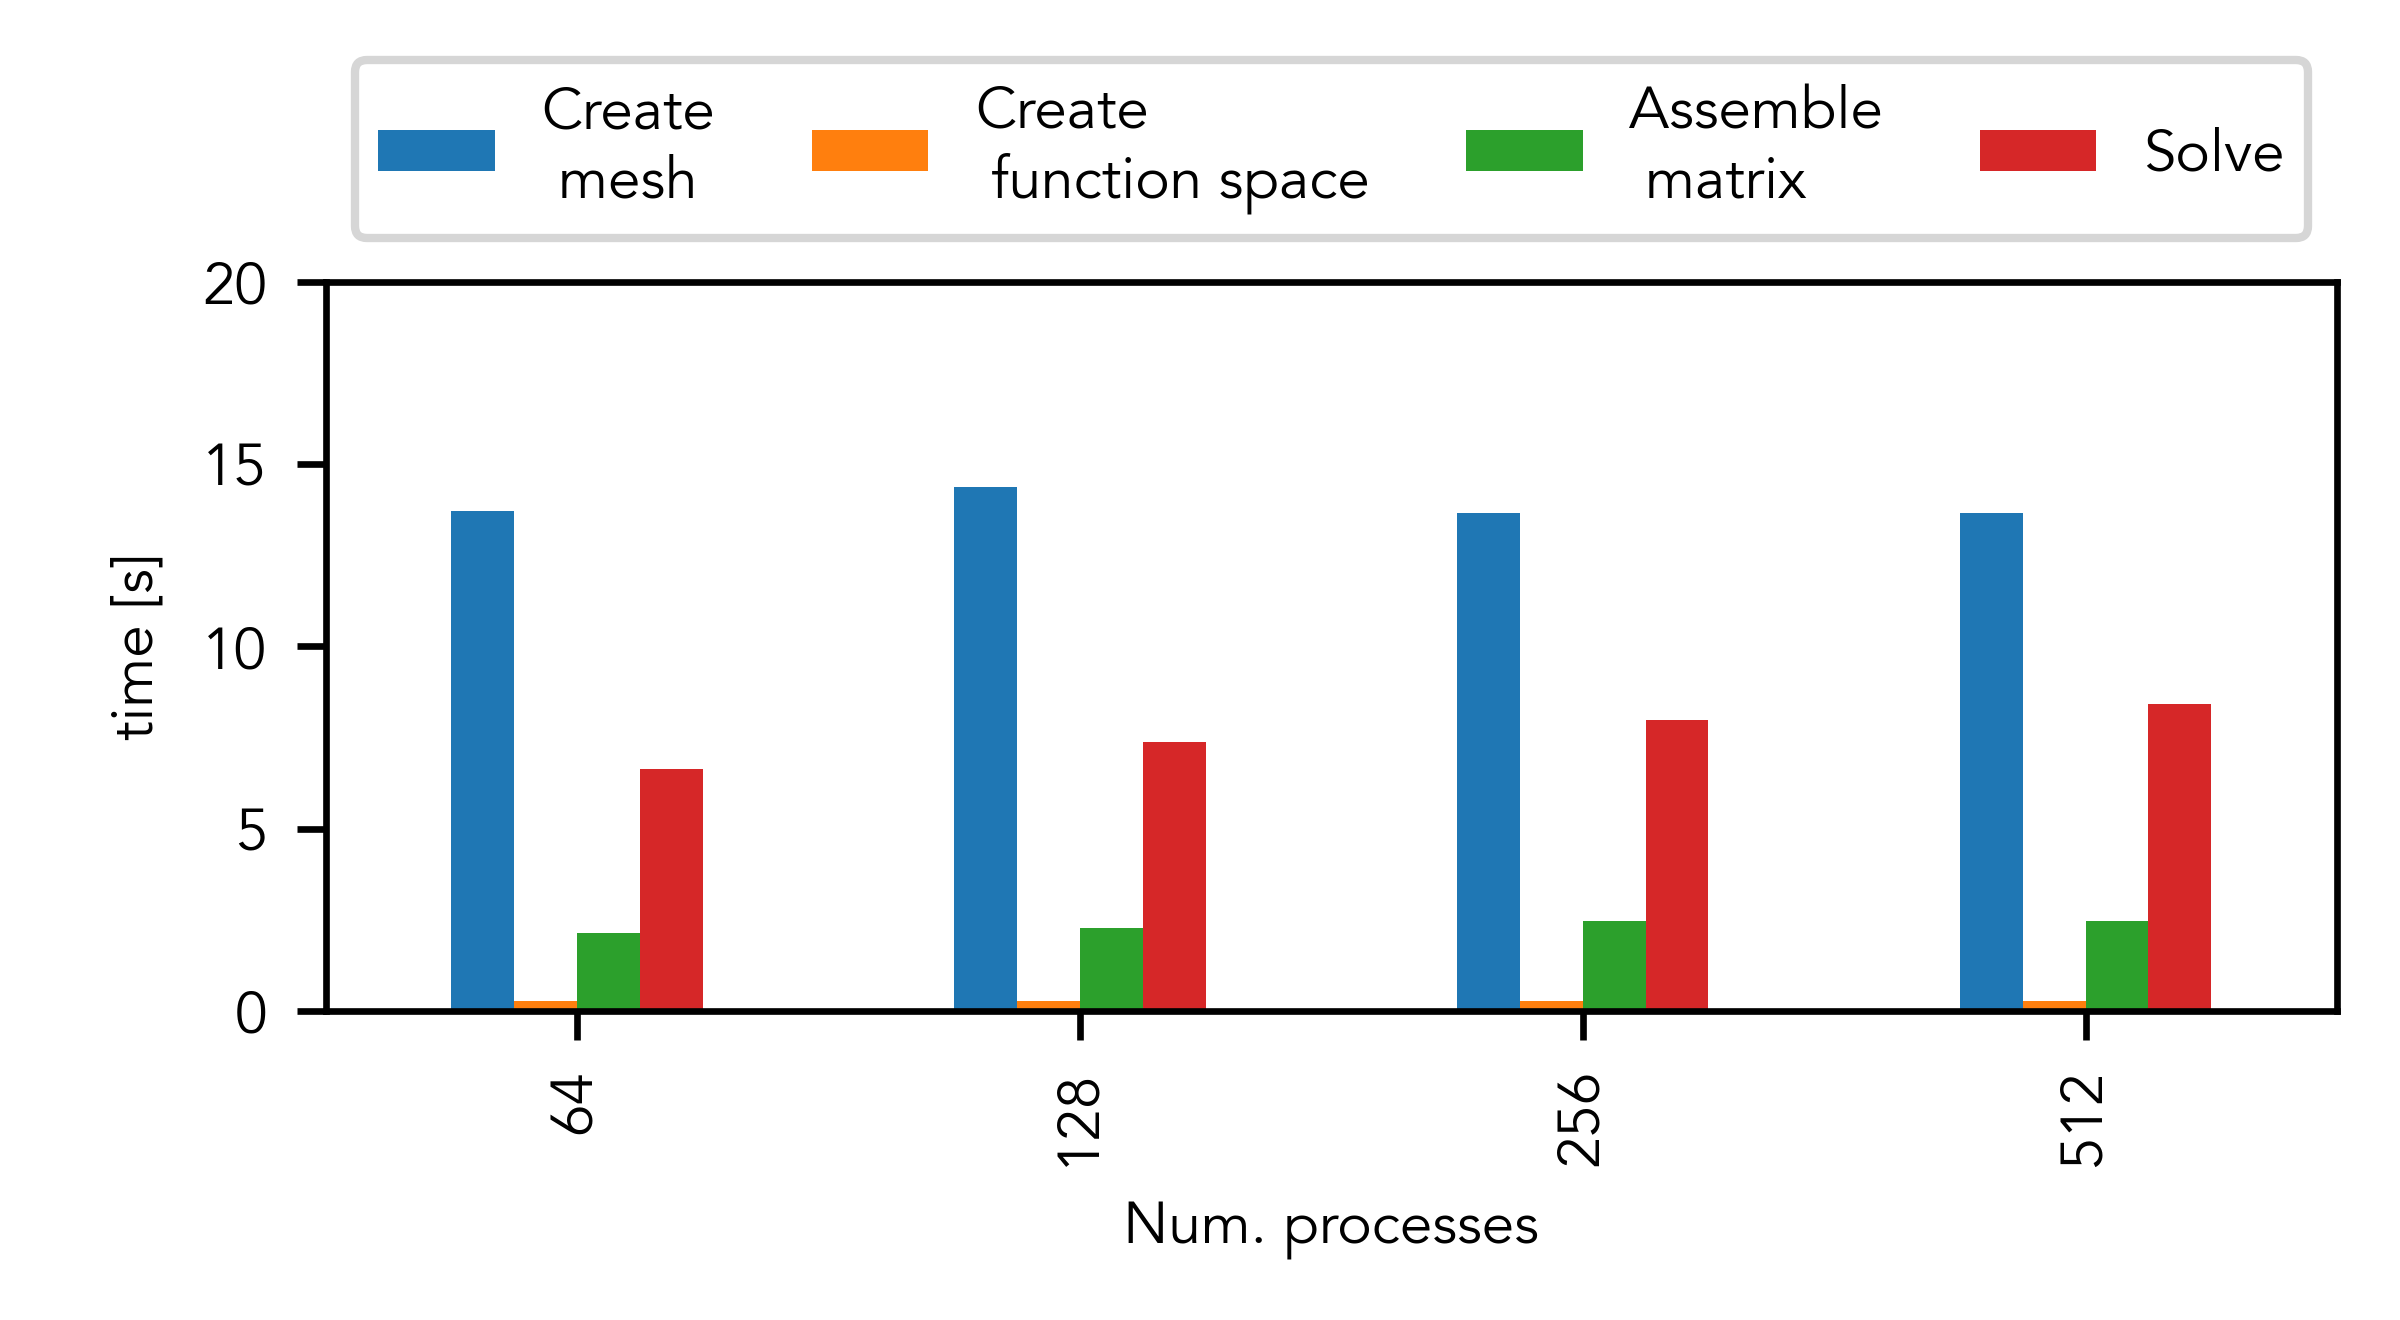 Create
mesh
Create
function space
Assemble
matrix
Solve
20
15
10
5
0
time [s]
64
128
256
512
Num. processes